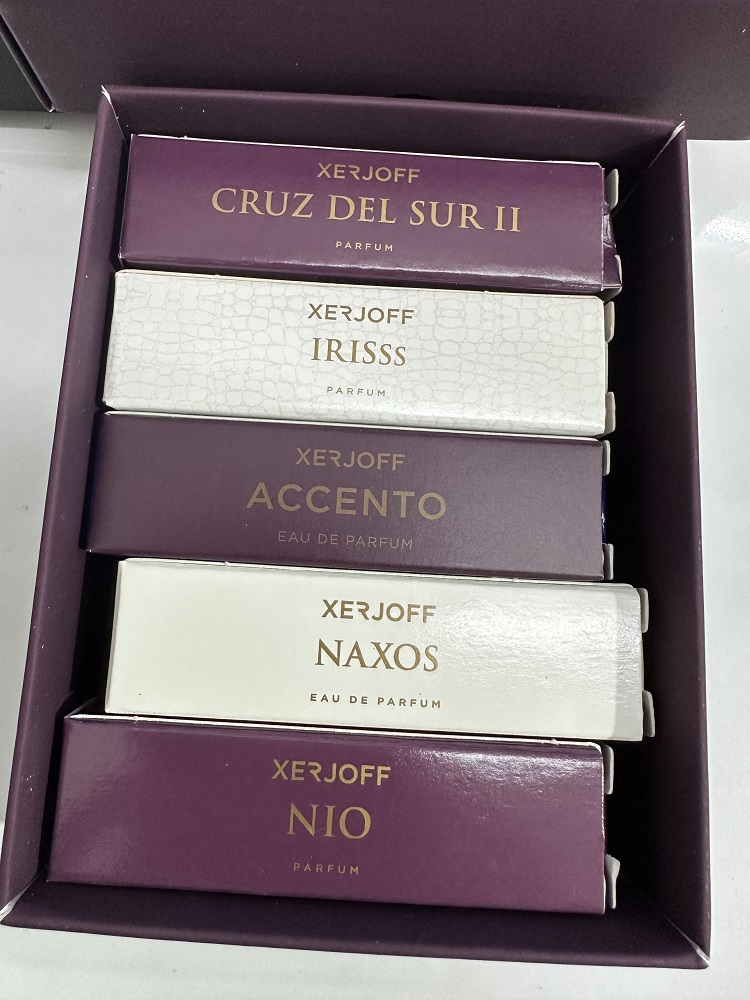 XERJOFF
CRUZ DEL SUR II
PARFUM
XERJOFF
IRISSS
PARFUM
XERJOFF
ACCENTO
EAU DE PARFUM
XERJOFF
NAXOS
EAU DE PARFUM
XERJOFF
NIO
PARFUM